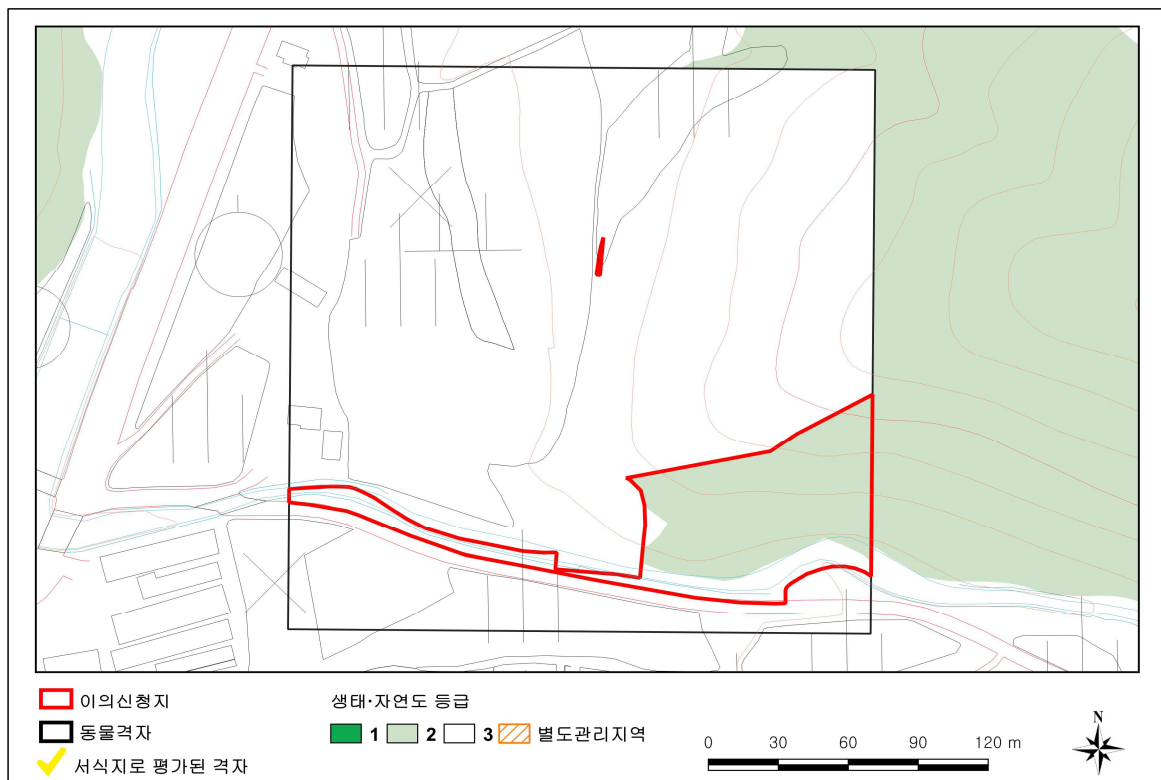 이의신청지
동물격자
서식지로 평가된 격자
생태·자연도 등급
1 2 3 별도관리지역
0 30 60 90 120 m
N